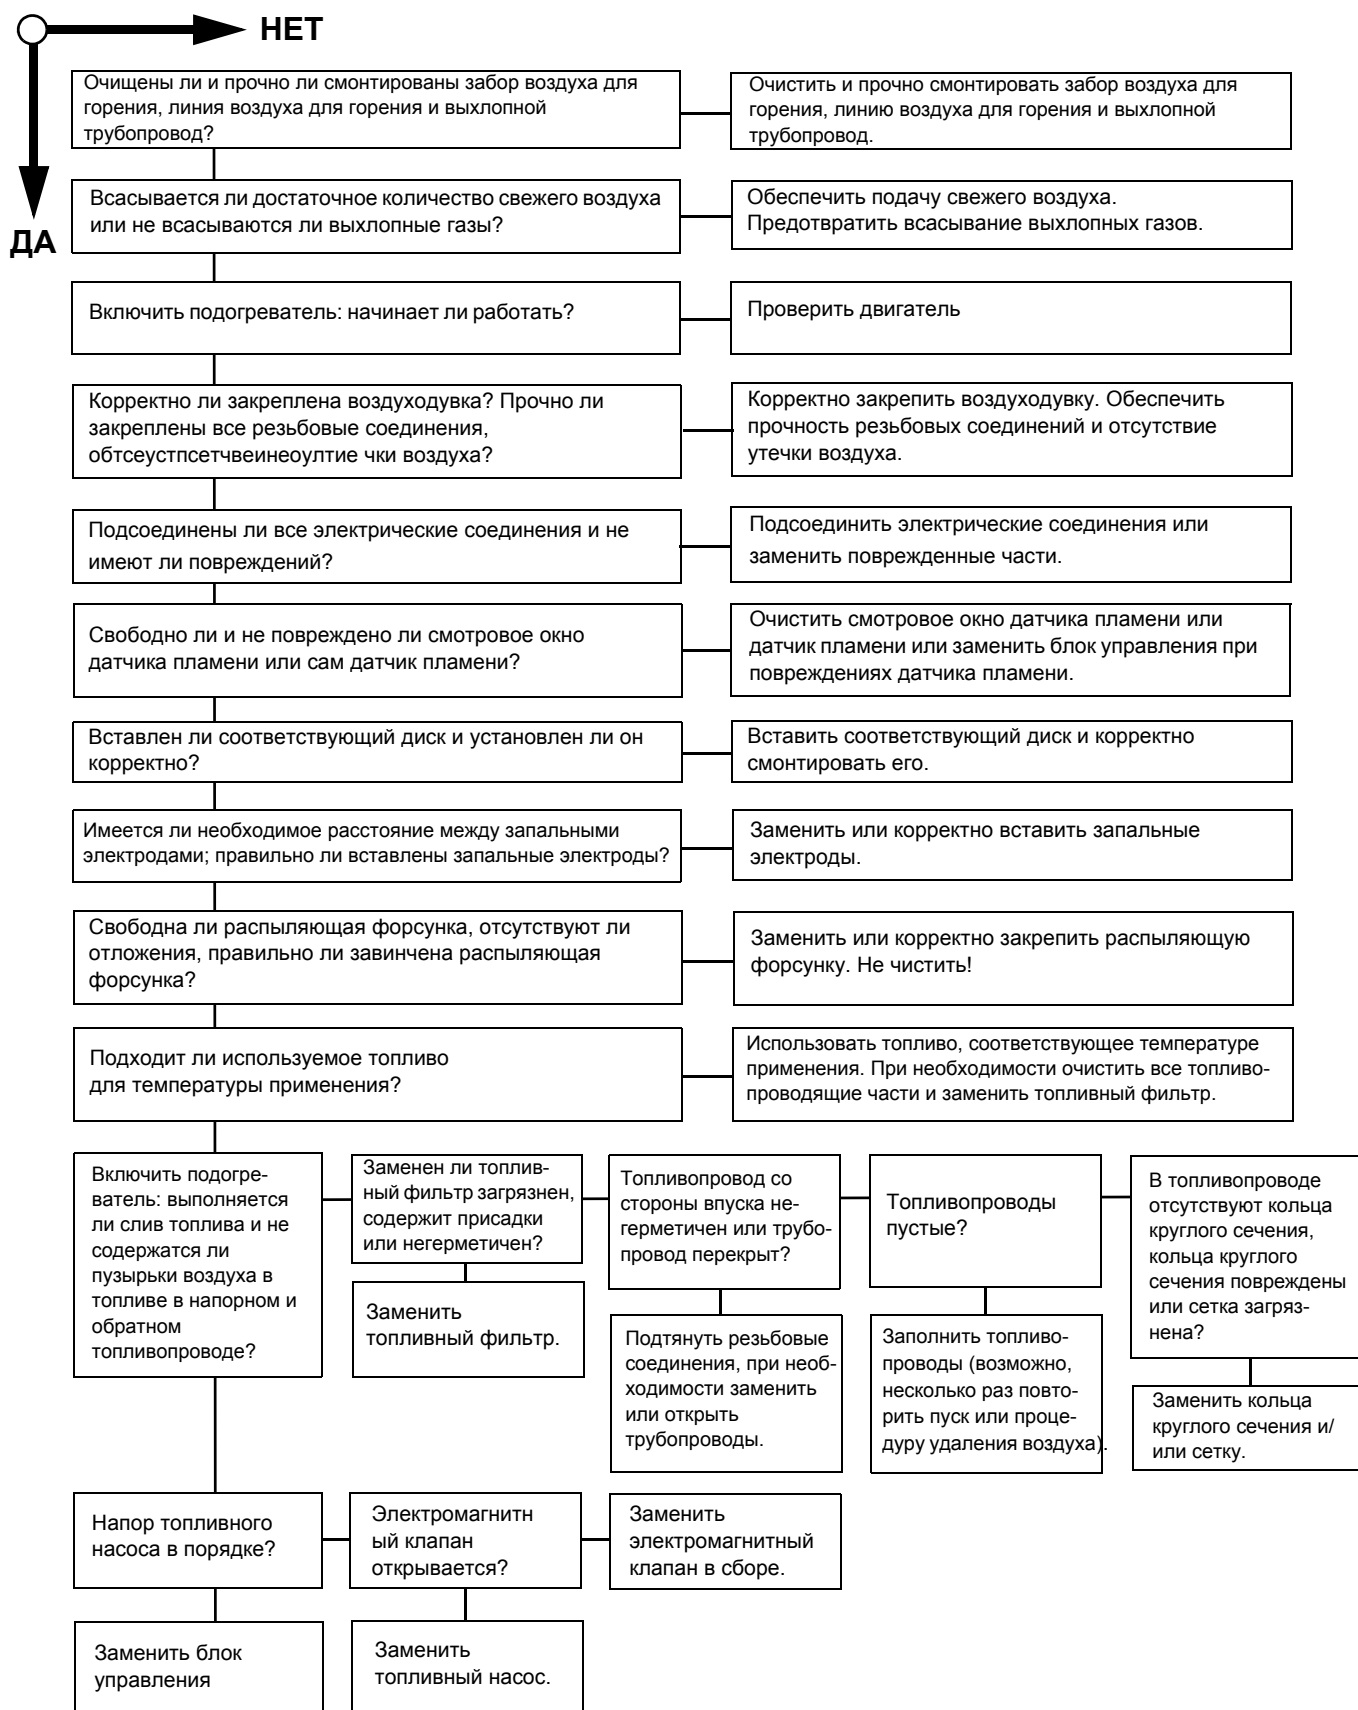 НЕТ
ДА
Очищены ли и прочно ли смонтированы забор воздуха для
горения, линия воздуха для горения и выхлопной
трубопровод?
Очистить и прочно смонтировать забор воздуха для
горения, линию воздуха для горения и выхлопной
трубопровод.
Всасывается ли достаточное количество свежего воздуха
или не всасываются ли выхлопные газы?
Обеспечить подачу свежего воздуха.
Предотвратить всасывание выхлопных газов.
Включить подогреватель: начинает ли работать?
Проверить двигатель
Корректно ли закреплена воздуходувка? Прочно ли
закреплены все резьбовые соединения,
обтсеустпсетчвеинеоултие чки воздуха?
Корректно закрепить воздуходувку. Обеспечить
прочность резьбовых соединений и отсутствие
утечки воздуха.
Подсоединены ли все электрические соединения и не
имеют ли повреждений?
Подсоединить электрические соединения или
заменить поврежденные части.
Свободно ли и не повреждено ли смотровое окно
датчика пламени или сам датчик пламени?
Очистить смотровое окно датчика пламени или
датчик пламени или заменить блок управления при
повреждениях датчика пламени.
Вставлен ли соответствующий диск и установлен ли он
корректно?
Вставить соответствующий диск и корректно
смонтировать его.
Имеется ли необходимое расстояние между запальными
электродами; правильно ли вставлены запальные электроды?
Заменить или корректно вставить запальные
электроды.
Свободна ли распыляющая форсунка, отсутствуют ли
отложения, правильно ли завинчена распыляющая
форсунка?
Заменить или корректно закрепить распыляющую
форсунку. Не чистить!
Подходит ли используемое топливо
для температуры применения?
Использовать топливо, соответствующее температуре
применения. При необходимости очистить все топливо-
проводящие части и заменить топливный фильтр.
Включить подогре-
ватель: выполняется
ли слив топлива и не
содержатся ли
пузырьки воздуха в
топливе в напорном и
обратном
топливопроводе?
Заменен ли топлив-
ный фильтр загрязнен,
содержит присадки
или негерметичен?
Заменить
топливный фильтр.
Топливопровод со
стороны впуска не-
герметичен или трубо-
провод перекрыт?
Подтянуть резьбовые
соединения, при необ-
ходимости заменить
или открыть
трубопроводы.
Топливопроводы
пустые?
Заполнить топливо-
проводы (возможно,
несколько раз повто-
рить пуск или проце-
дуру удаления воздуха).
В топливопроводе
отсутствуют кольца
круглого сечения,
кольца круглого
сечения повреждены
или сетка загряз-
нена?
Заменить кольца
круглого сечения и/
или сетку.
Напор топливного
насоса в порядке?
Электромагнитн
ый клапан
открывается?
Заменить
электромагнитный
клапан в сборе.
Заменить блок
управления
Заменить
топливный насос.